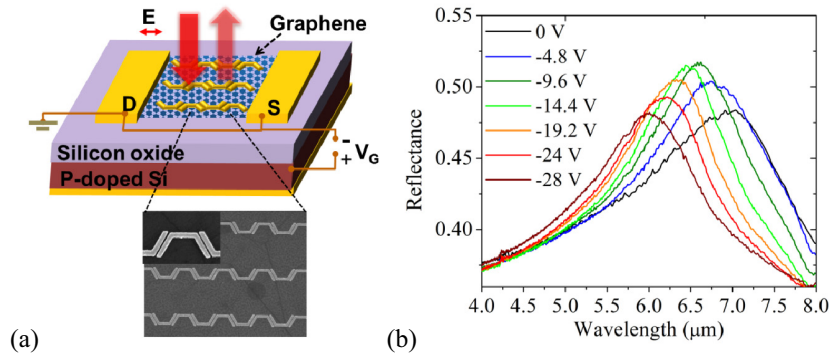 (a)
E
Graphene
D
S
-
+ V_G
Silicon oxide
P-doped Si
(b)
Reflectance
0.55
0.50
0.45
0.40
0 V
-4.8 V
-9.6 V
-14.4 V
-19.2 V
-24 V
-28 V
4.0 4.5 5.0 5.5 6.0 6.5 7.0 7.5 8.0
Wavelength (μm)